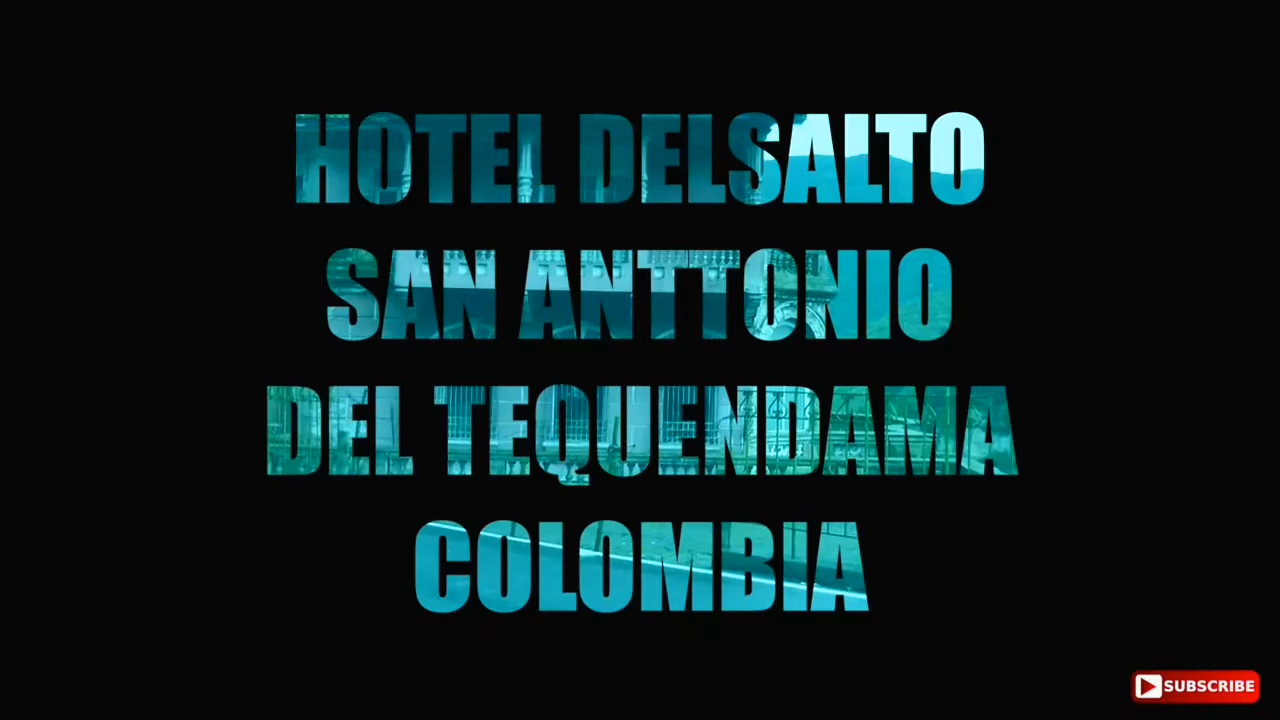 HOTEL DELSALTO
SAN ANTTONIO
DEL TEQUENDAMA
COLOMBIA
SUBSCRIBE